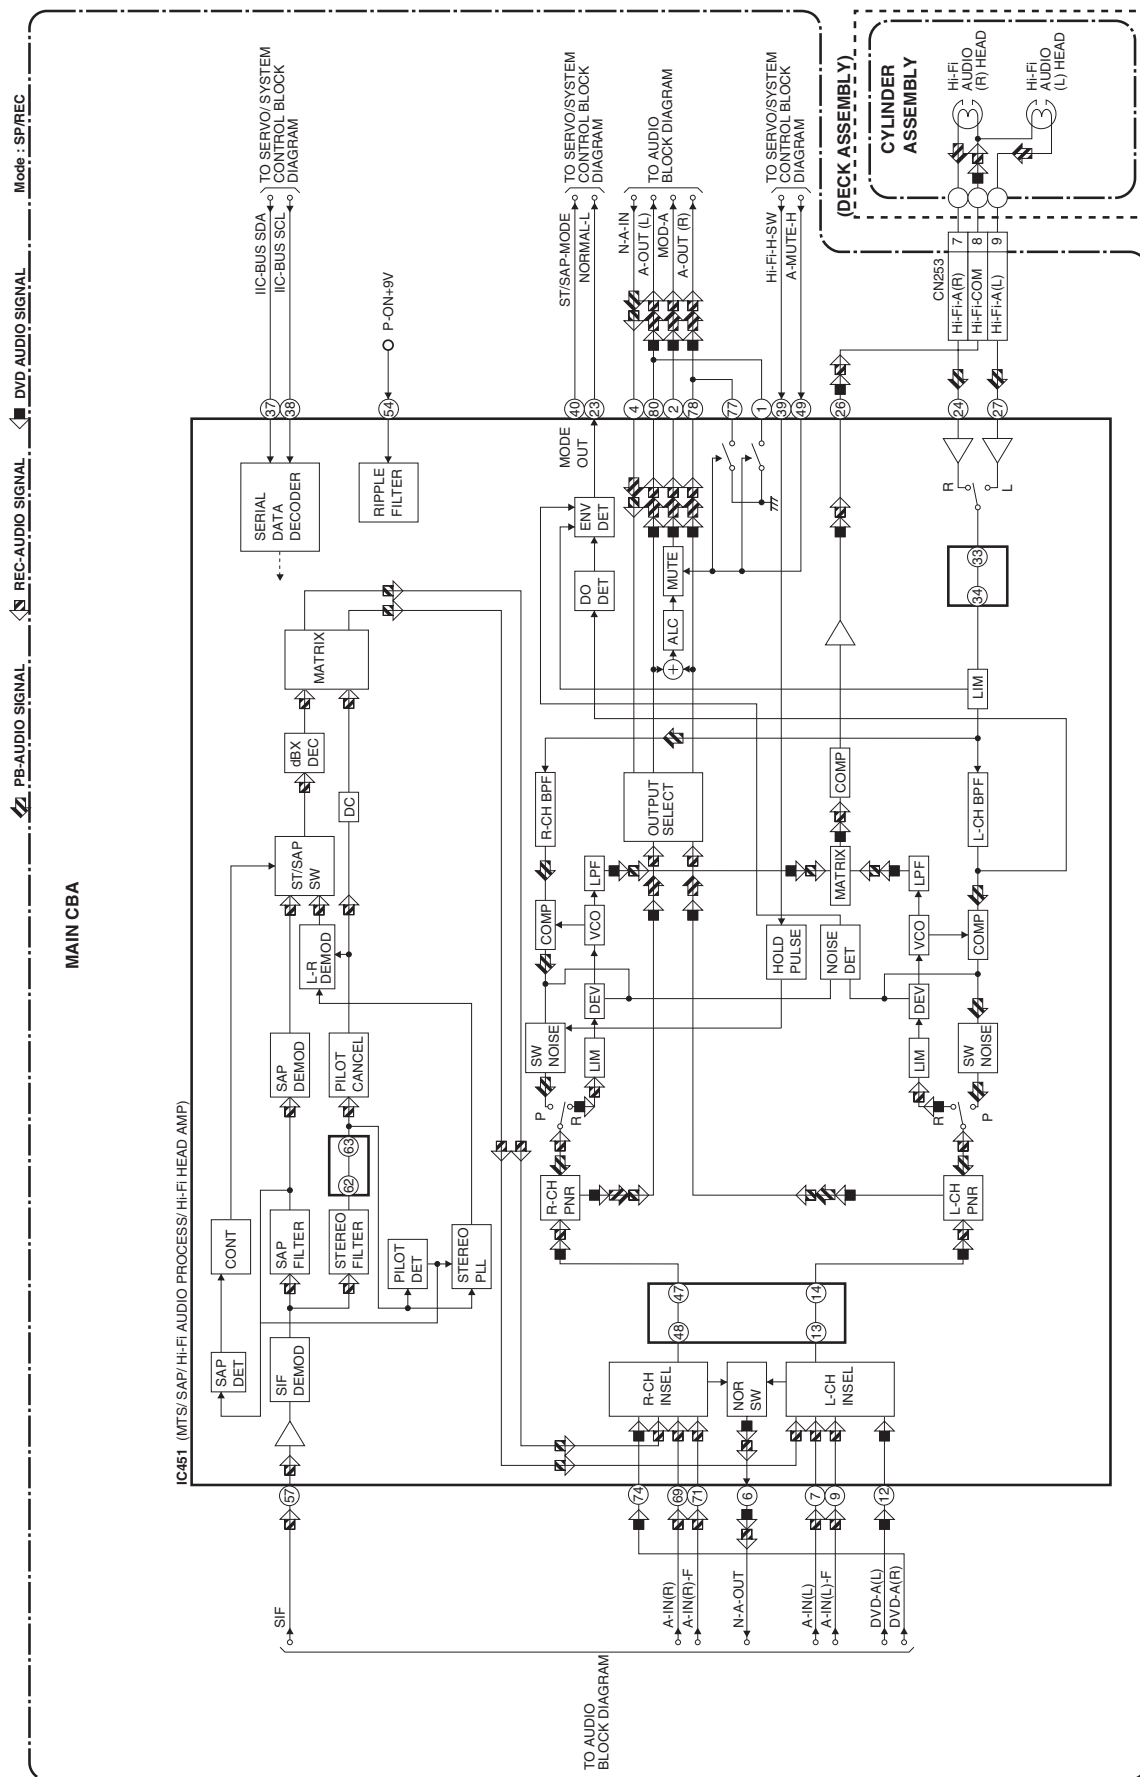 Mode : SP/REC
PB-AUDIO SIGNAL
REC-AUDIO SIGNAL
DVD AUDIO SIGNAL
MAIN CBA
IC451 (MTS/ SAP/ Hi-Fi AUDIO PROCESS/ Hi-Fi HEAD AMP)
TO AUDIO
BLOCK DIAGRAM
SIF
A-IN(R)
A-IN(R)-F
N-A-OUT
A-IN(L)
A-IN(L)-F
DVD-A(L)
DVD-A(R)
57
74
69
71
6
7
9
12
SAP
DET
CONT
SIF
DEMOD
SAP
FILTER
SAP
DEMOD
STEREO
FILTER
62
63
PILOT
CANCEL
PILOT
DET
STEREO
PLL
L-R
DEMOD
ST/SAP
SW
DC
dBX
DEC
MATRIX
SERIAL
DATA
DECODER
RIPPLE
FILTER
37
38
54
IIC-BUS SDA
IIC-BUS SCL
TO SERVO/ SYSTEM
CONTROL BLOCK
DIAGRAM
P-ON+9V
R-CH
INSEL
NOR
SW
L-CH
INSEL
48
47
13
14
R-CH
PNR
L-CH
PNR
P
R
R
P
SW
NOISE
LIM
LIM
SW
NOISE
DEV
DEV
COMP
VCO
HOLD
PULSE
NOISE
DET
VCO
COMP
LPF
MATRIX
LPF
R-CH BPF
OUTPUT
SELECT
COMP
L-CH BPF
LIM
ALC
MUTE
DO
DET
ENV
DET
MODE
OUT
34
33
R
L
40
23
4
80
2
78
77
1
39
49
26
24
27
ST/SAP-MODE
NORMAL-L
TO SERVO/SYSTEM
CONTROL BLOCK
DIAGRAM
N-A-IN
A-OUT (L)
MOD-A
A-OUT (R)
TO AUDIO
BLOCK DIAGRAM
Hi-Fi-H-SW
A-MUTE-H
TO SERVO/SYSTEM
CONTROL BLOCK
DIAGRAM
CN253
Hi-Fi-A(R) 7
Hi-Fi-COM 8
Hi-Fi-A(L) 9
(DECK ASSEMBLY)
CYLINDER
ASSEMBLY
Hi-Fi
AUDIO
(R) HEAD
Hi-Fi
AUDIO
(L) HEAD